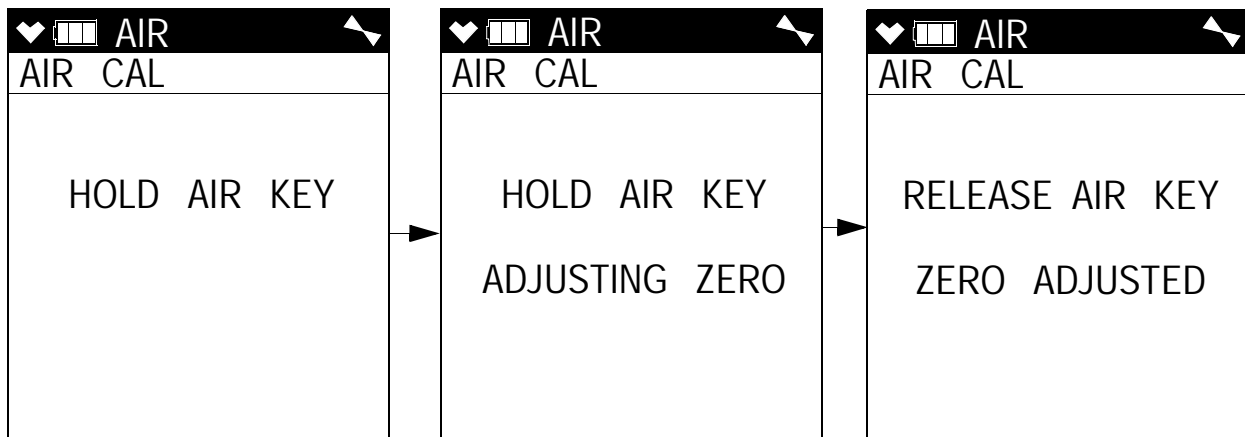 AIR
AIR CAL
HOLD AIR KEY
AIR
AIR CAL
HOLD AIR KEY
ADJUSTING ZERO
AIR
AIR CAL
RELEASE AIR KEY
ZERO ADJUSTED